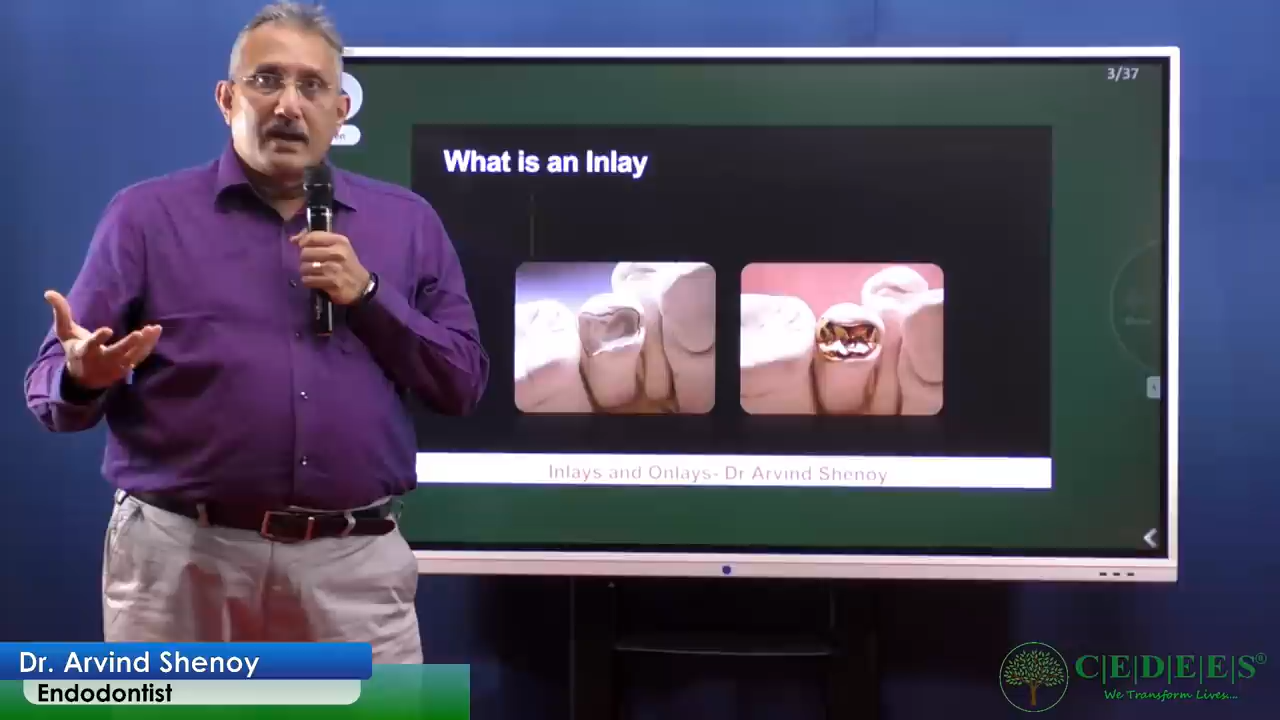 3/37
What is an Inlay
Inlays and Onlays- Dr Arvind Shenoy
Dr. Arvind Shenoy
Endodontist
C|E|D|E|E|S®
We Transform Lives...